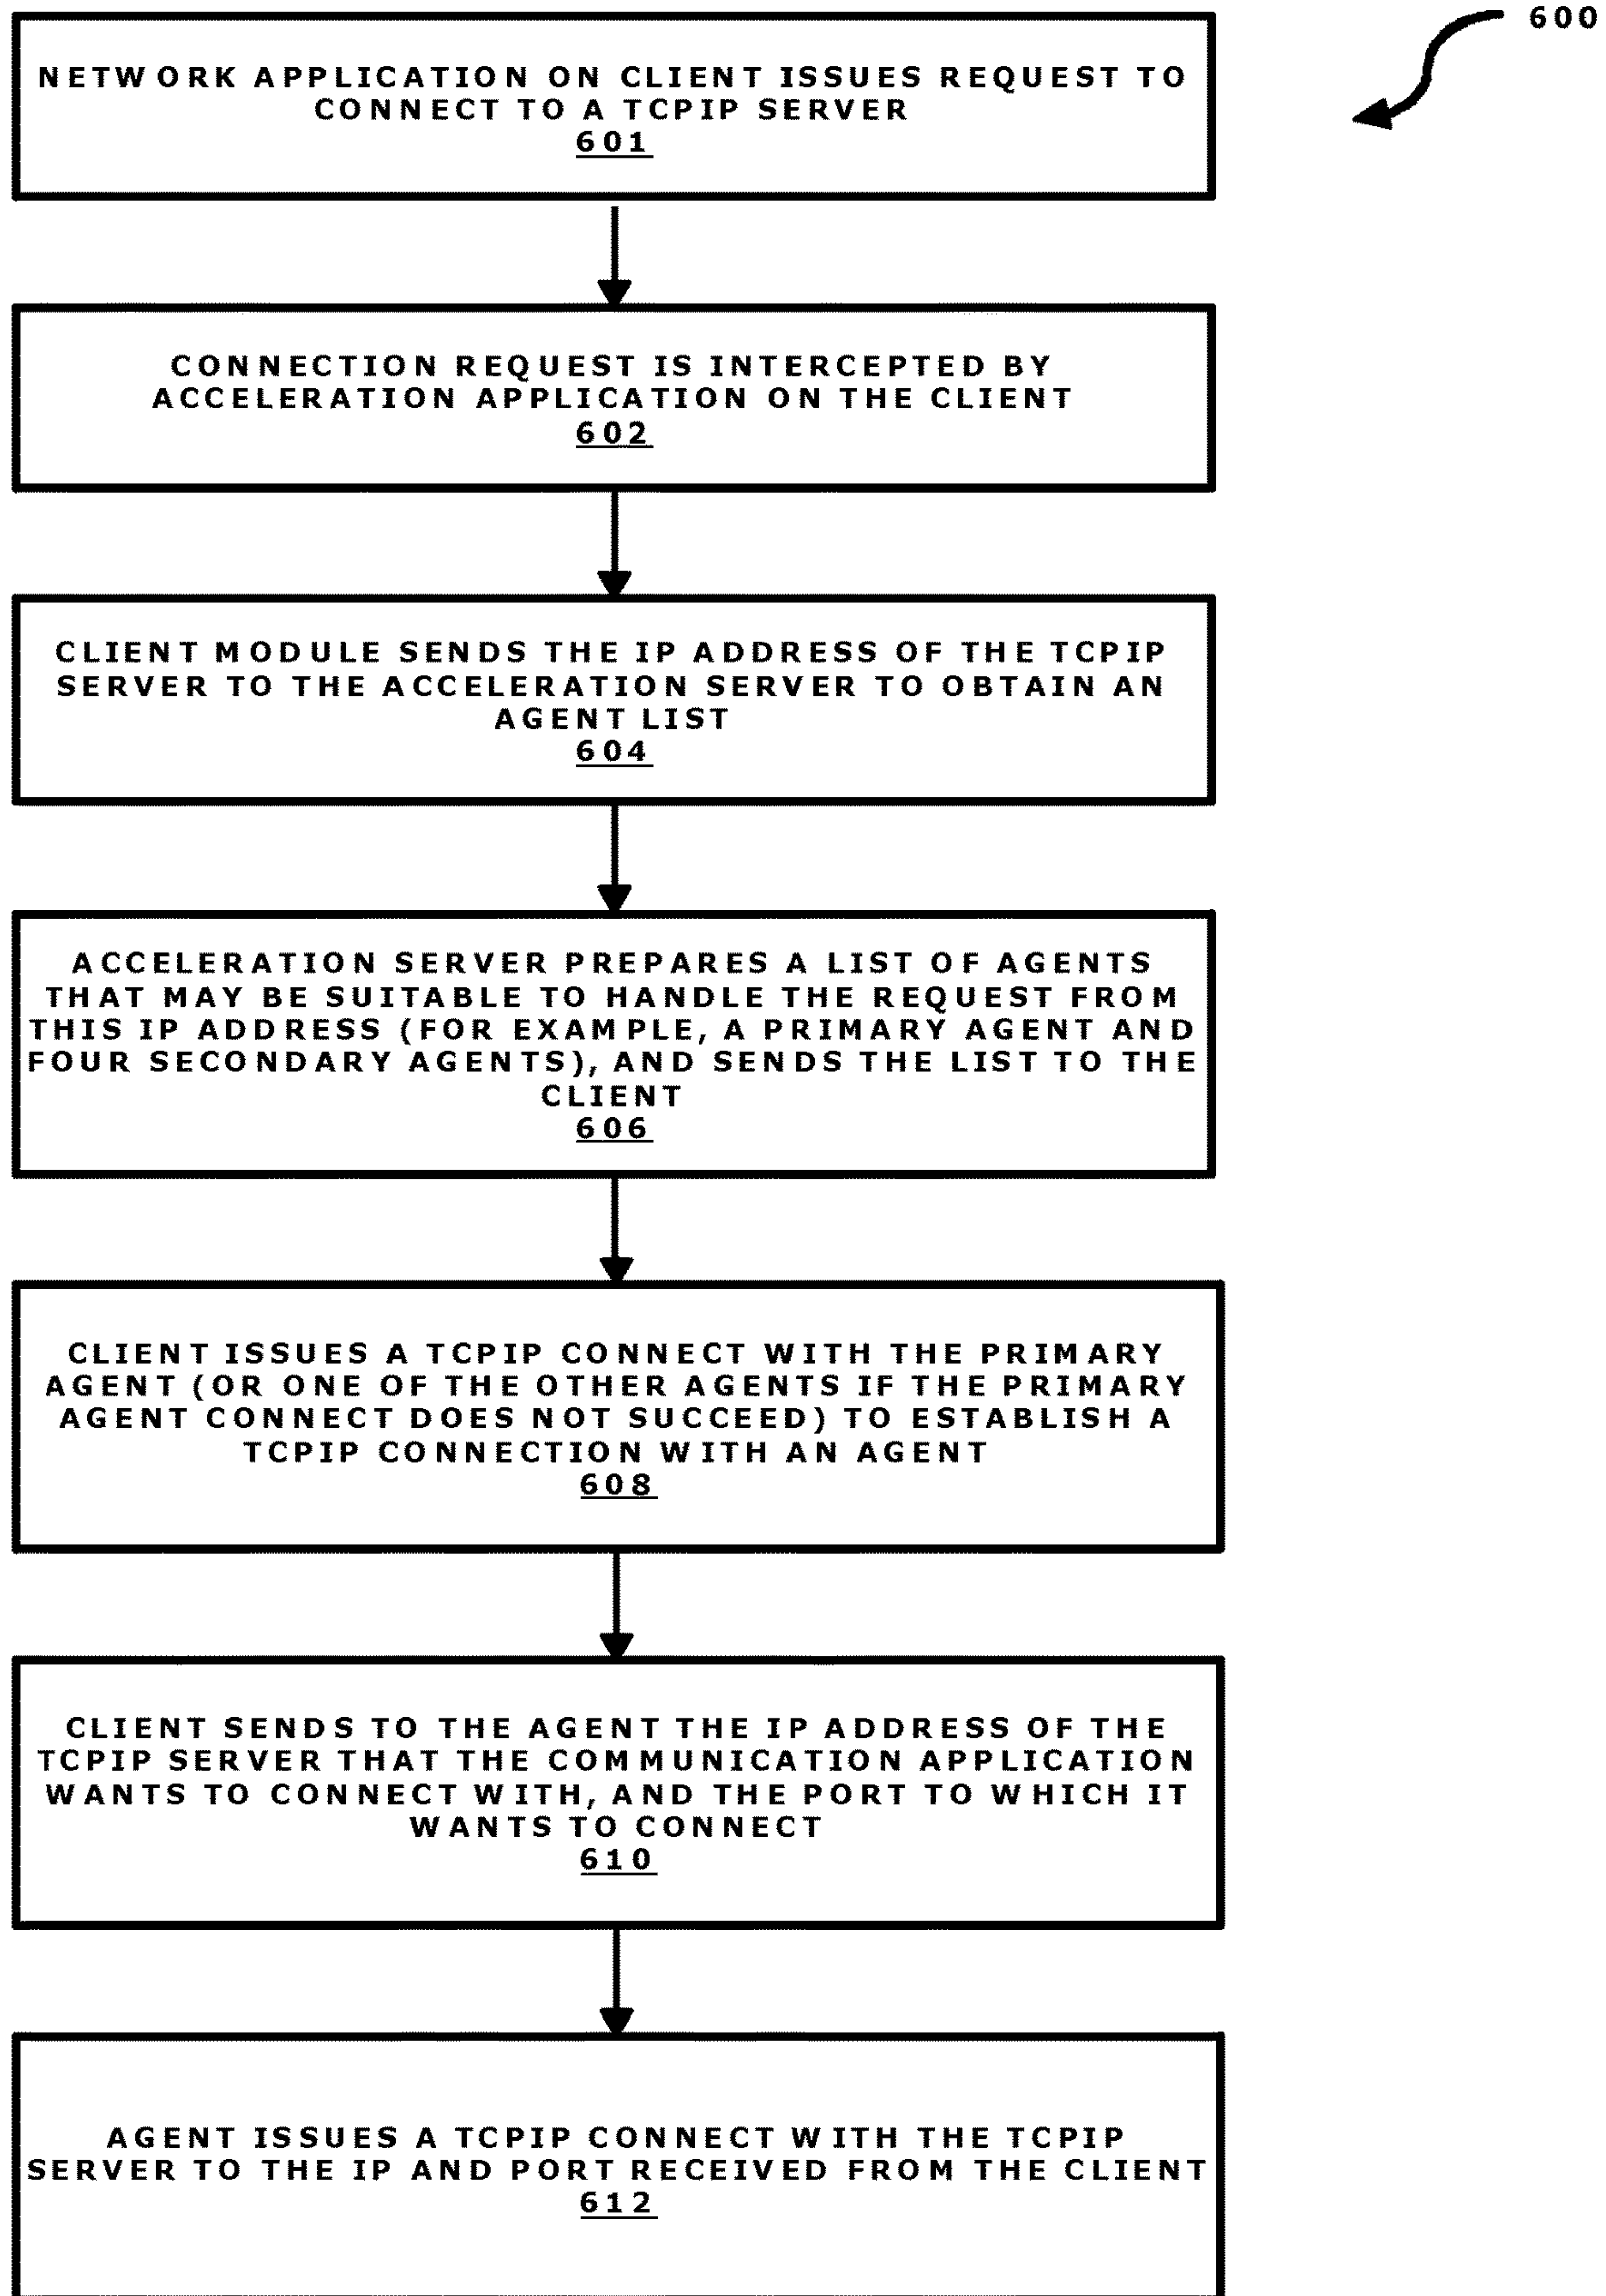 600
NETWORK APPLICATION ON CLIENT ISSUES REQUEST TO
CONNECT TO A TCPIP SERVER
601
CONNECTION REQUEST IS INTERCEPTED BY
ACCELERATION APPLICATION ON THE CLIENT
602
CLIENT MODULE SENDS THE IP ADDRESS OF THE TCPIP
SERVER TO THE ACCELERATION SERVER TO OBTAIN AN
AGENT LIST
604
ACCELERATION SERVER PREPARES A LIST OF AGENTS
THAT MAY BE SUITABLE TO HANDLE THE REQUEST FROM
THIS IP ADDRESS (FOR EXAMPLE, A PRIMARY AGENT AND
FOUR SECONDARY AGENTS), AND SENDS THE LIST TO THE
CLIENT
606
CLIENT ISSUES A TCPIP CONNECT WITH THE PRIMARY
AGENT (OR ONE OF THE OTHER AGENTS IF THE PRIMARY
AGENT CONNECT DOES NOT SUCCEED) TO ESTABLISH A
TCPIP CONNECTION WITH AN AGENT
608
CLIENT SENDS TO THE AGENT THE IP ADDRESS OF THE
TCPIP SERVER THAT THE COMMUNICATION APPLICATION
WANTS TO CONNECT WITH, AND THE PORT TO WHICH IT
WANTS TO CONNECT
610
AGENT ISSUES A TCPIP CONNECT WITH THE TCPIP
SERVER TO THE IP AND PORT RECEIVED FROM THE CLIENT
612